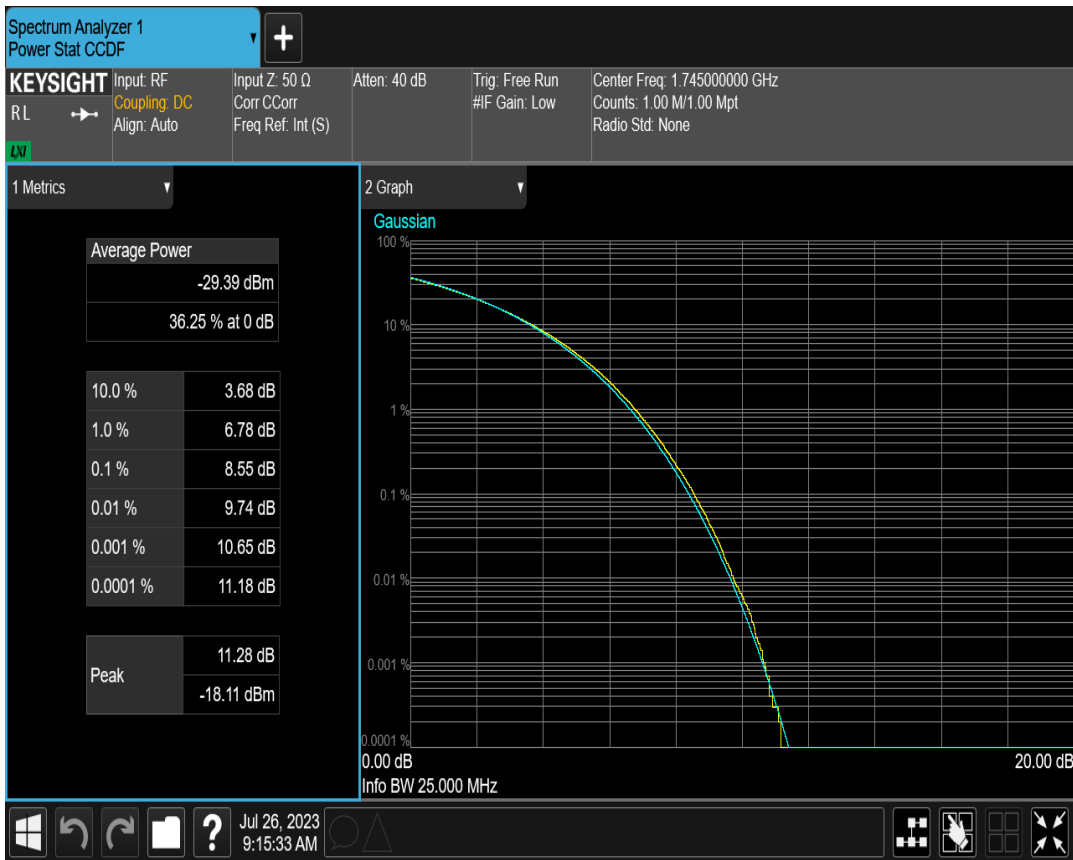 Spectrum Analyzer 1
Power Stat CCDF
KEYSIGHT
RL
LXI
Input: RF
Coupling: DC
Align: Auto
Input Z: 50 Ω
Corr CCorr
Freq Ref: Int (S)
Atten: 40 dB
Trig: Free Run
#IF Gain: Low
Center Freq: 1.745000000 GHz
Counts: 1.00 M/1.00 Mpt
Radio Std: None
1 Metrics
Average Power
-29.39 dBm
36.25 % at 0 dB
10.0 % 3.68 dB
1.0 % 6.78 dB
0.1 % 8.55 dB
0.01 % 9.74 dB
0.001 % 10.65 dB
0.0001 % 11.18 dB
Peak
11.28 dB
-18.11 dBm
2 Graph
Gaussian
100 %
10 %
1 %
0.1 %
0.01 %
0.001 %
0.0001 %
0.00 dB 20.00 dB
Info BW 25.000 MHz
?
Jul 26, 2023
9:15:33 AM